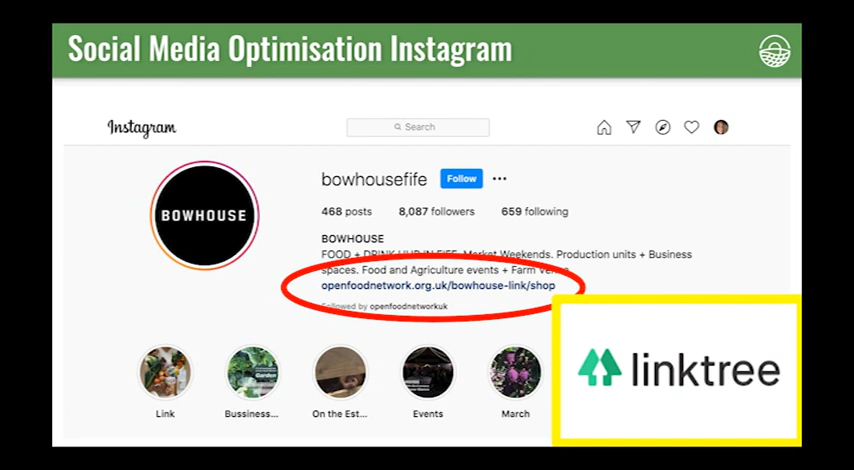 Social Media Optimisation Instagram
Instagram
Search
BOWHOUSE
bowhousefife Follow
468 posts 8,087 followers 659 following
BOWHOUSE
FOOD + DRINK HUB IN FIFE. Market Weekends. Production units + Business
spaces. Food and Agriculture events + Farm Venue
openfoodnetwork.org.uk/bowhouse-link/shop
Followed by openfoodnetworkuk
linktree
Link Bussiness... On the Est... Events March